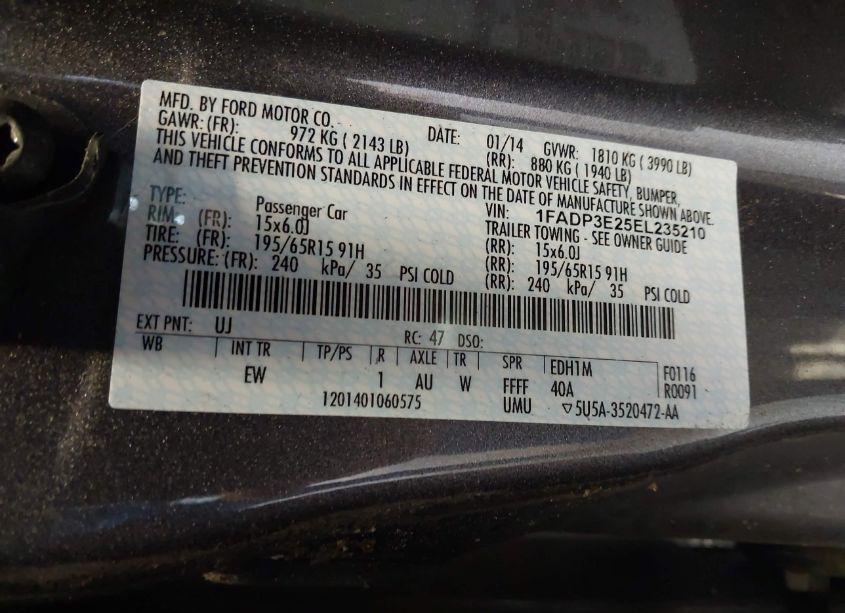 MFD. BY FORD MOTOR CO. DATE: 01/14 GVWR: 1810 KG ( 3990 LB)
GAWR: (FR): 972 KG ( 2143 LB) (RR): 880 KG ( 1940 LB)
THIS VEHICLE CONFORMS TO ALL APPLICABLE FEDERAL MOTOR VEHICLE SAFETY, BUMPER,
AND THEFT PREVENTION STANDARDS IN EFFECT ON THE DATE OF MANUFACTURE SHOWN ABOVE.
VIN: 1FADP3E25EL235210
TYPE: Passenger Car TRAILER TOWING - SEE OWNER GUIDE
RIM: (FR): 15x6.0J (RR): 15x6.0J
TIRE: (FR): 195/65R15 91H (RR): 195/65R15 91H
PRESSURE: (FR): 240 kPa/ 35 PSI COLD (RR): 240 kPa/ 35 PSI COLD
EXT PNT: UJ RC: 47 DSO:
WB INT TR TP/PS R AXLE TR SPR EDH1M F0116
EW 1 AU W FFFF 40A R0091
1201401060575 UMU ▽5U5A-3520472-AA